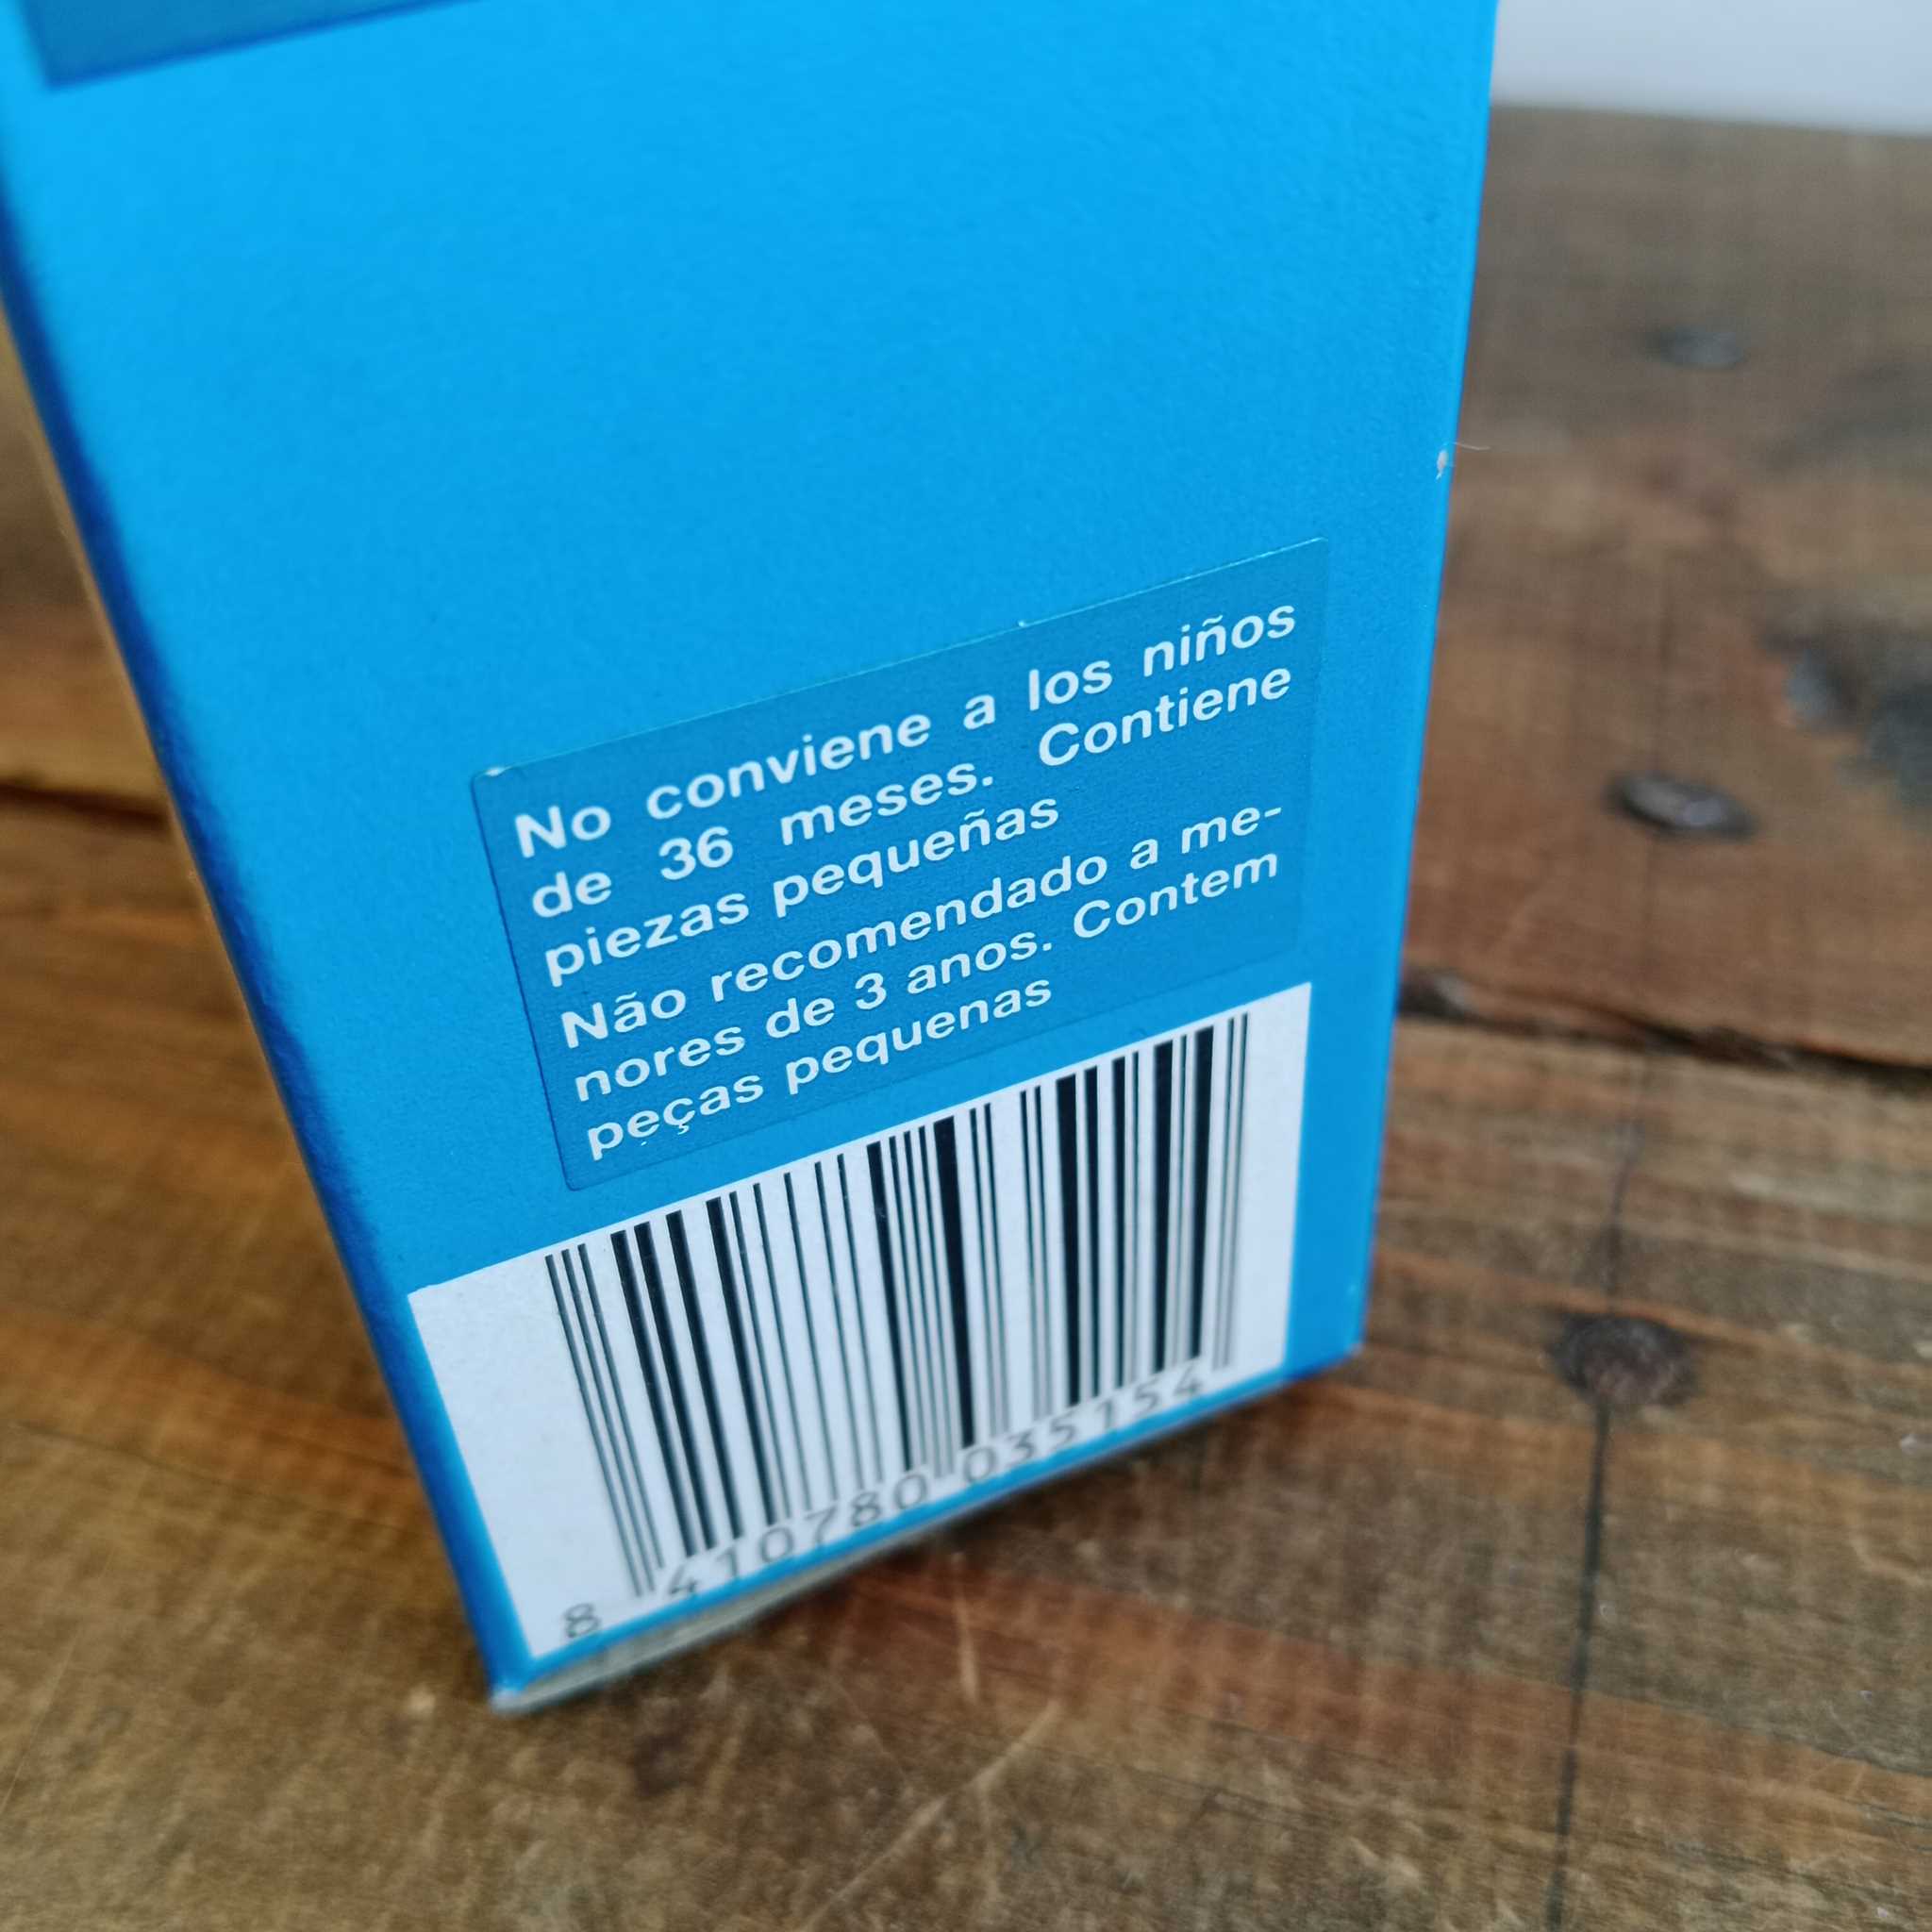 No conviene a los niños
de 36 meses. Contiene
piezas pequeñas
Não recomendado a me-
nores de 3 anos. Contem
peças pequenas
8 410780 035154